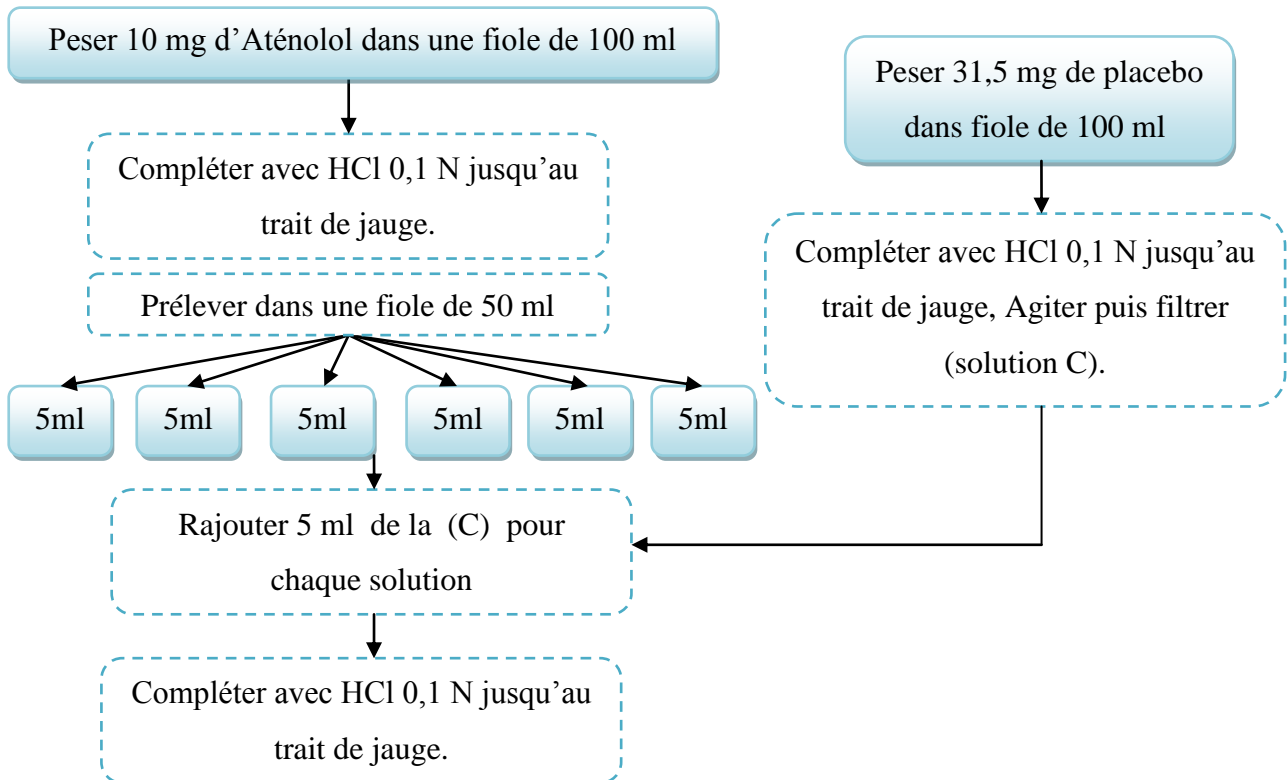 Peser 10 mg d’Aténolol dans une fiole de 100 ml
Compléter avec HCl 0,1 N jusqu’au
trait de jauge.
Prélever dans une fiole de 50 ml
5ml 5ml 5ml 5ml 5ml 5ml
Peser 31,5 mg de placebo
dans fiole de 100 ml
Compléter avec HCl 0,1 N jusqu’au
trait de jauge, Agiter puis filtrer
(solution C).
Rajouter 5 ml de la (C) pour
chaque solution
Compléter avec HCl 0,1 N jusqu’au
trait de jauge.